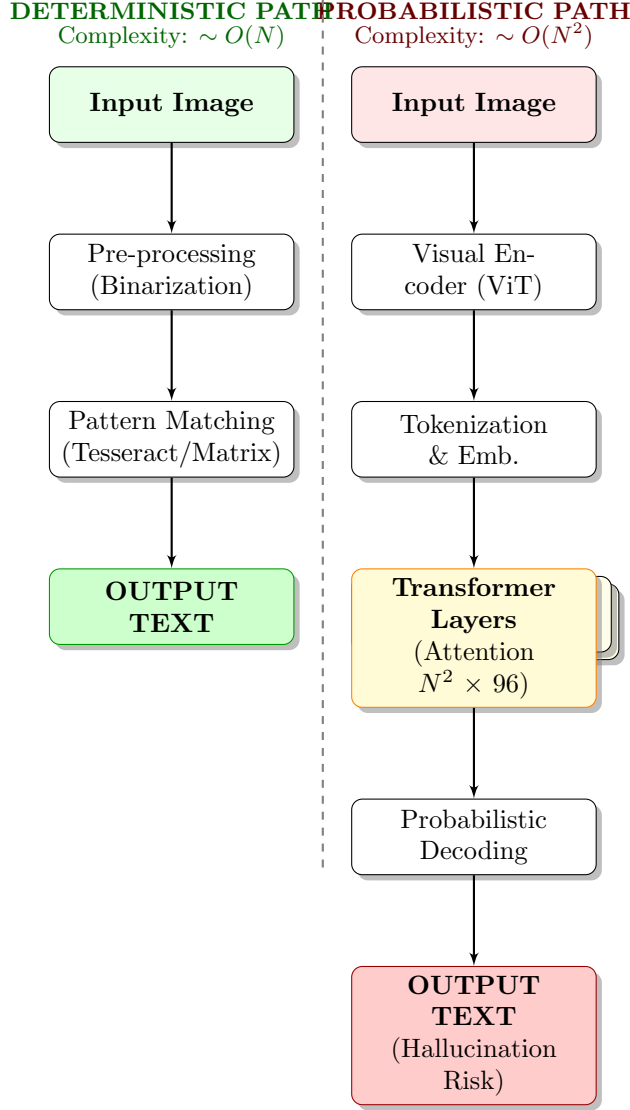 DETERMINISTIC PATH
Complexity: ∼ O(N)
Input Image
Pre-processing
(Binarization)
Pattern Matching
(Tesseract/Matrix)
OUTPUT
TEXT
PROBABILISTIC PATH
Complexity: ∼ O(N²)
Input Image
Visual En-
coder (ViT)
Tokenization
& Emb.
Transformer
Layers
(Attention
N² × 96)
Probabilistic
Decoding
OUTPUT
TEXT
(Hallucination
Risk)